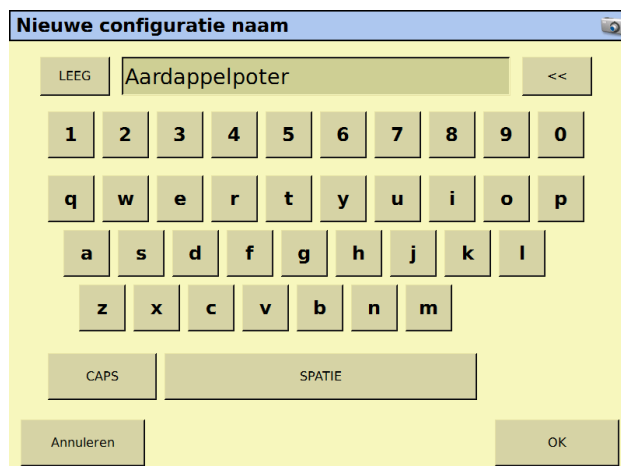 Nieuwe configuratie naam
LEEG Aardappelpoter <<
1 2 3 4 5 6 7 8 9 0
q w e r t y u i o p
a s d f g h j k l
z x c v b n m
CAPS SPATIE
Annuleren OK